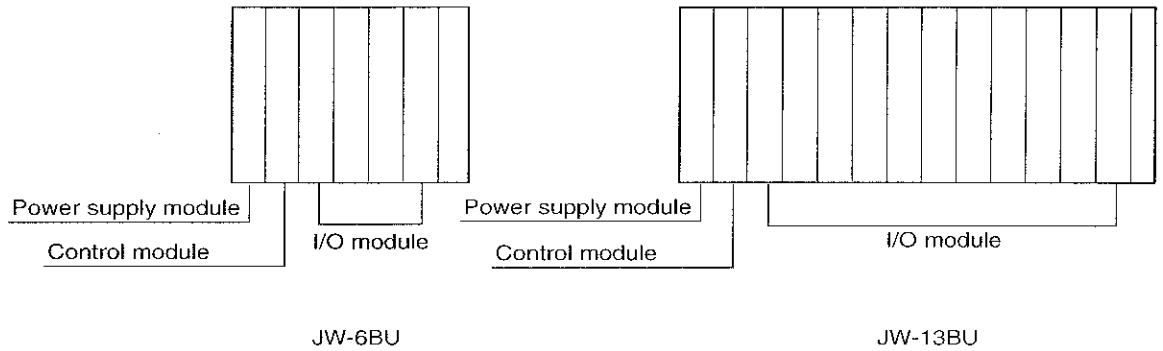 Power supply module
Control module
I/O module
JW-6BU
Power supply module
Control module
I/O module
JW-13BU